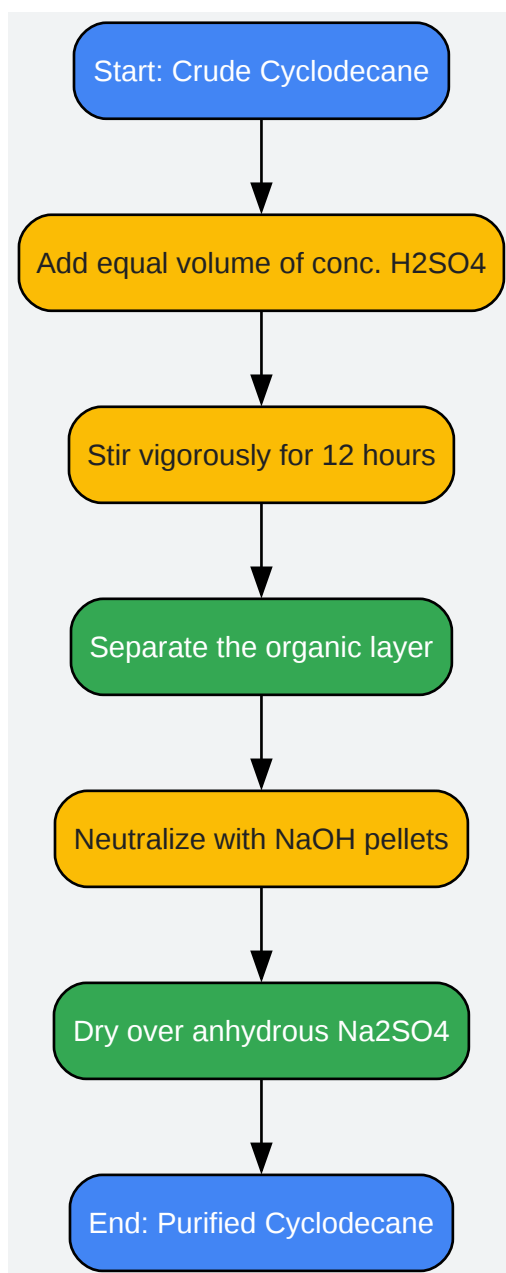 Start: Crude Cyclodecane
Add equal volume of conc. H2SO4
Stir vigorously for 12 hours
Separate the organic layer
Neutralize with NaOH pellets
Dry over anhydrous Na2SO4
End: Purified Cyclodecane